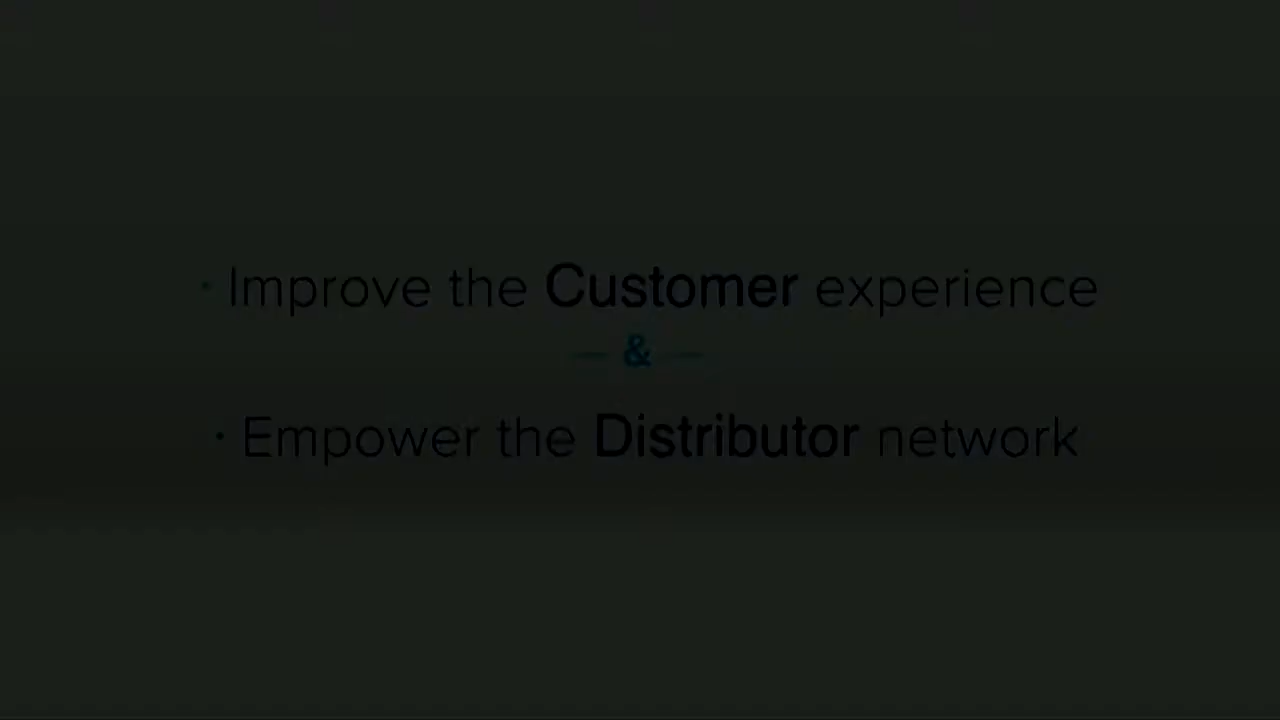 · Improve the Customer experience
— & —
· Empower the Distributor network